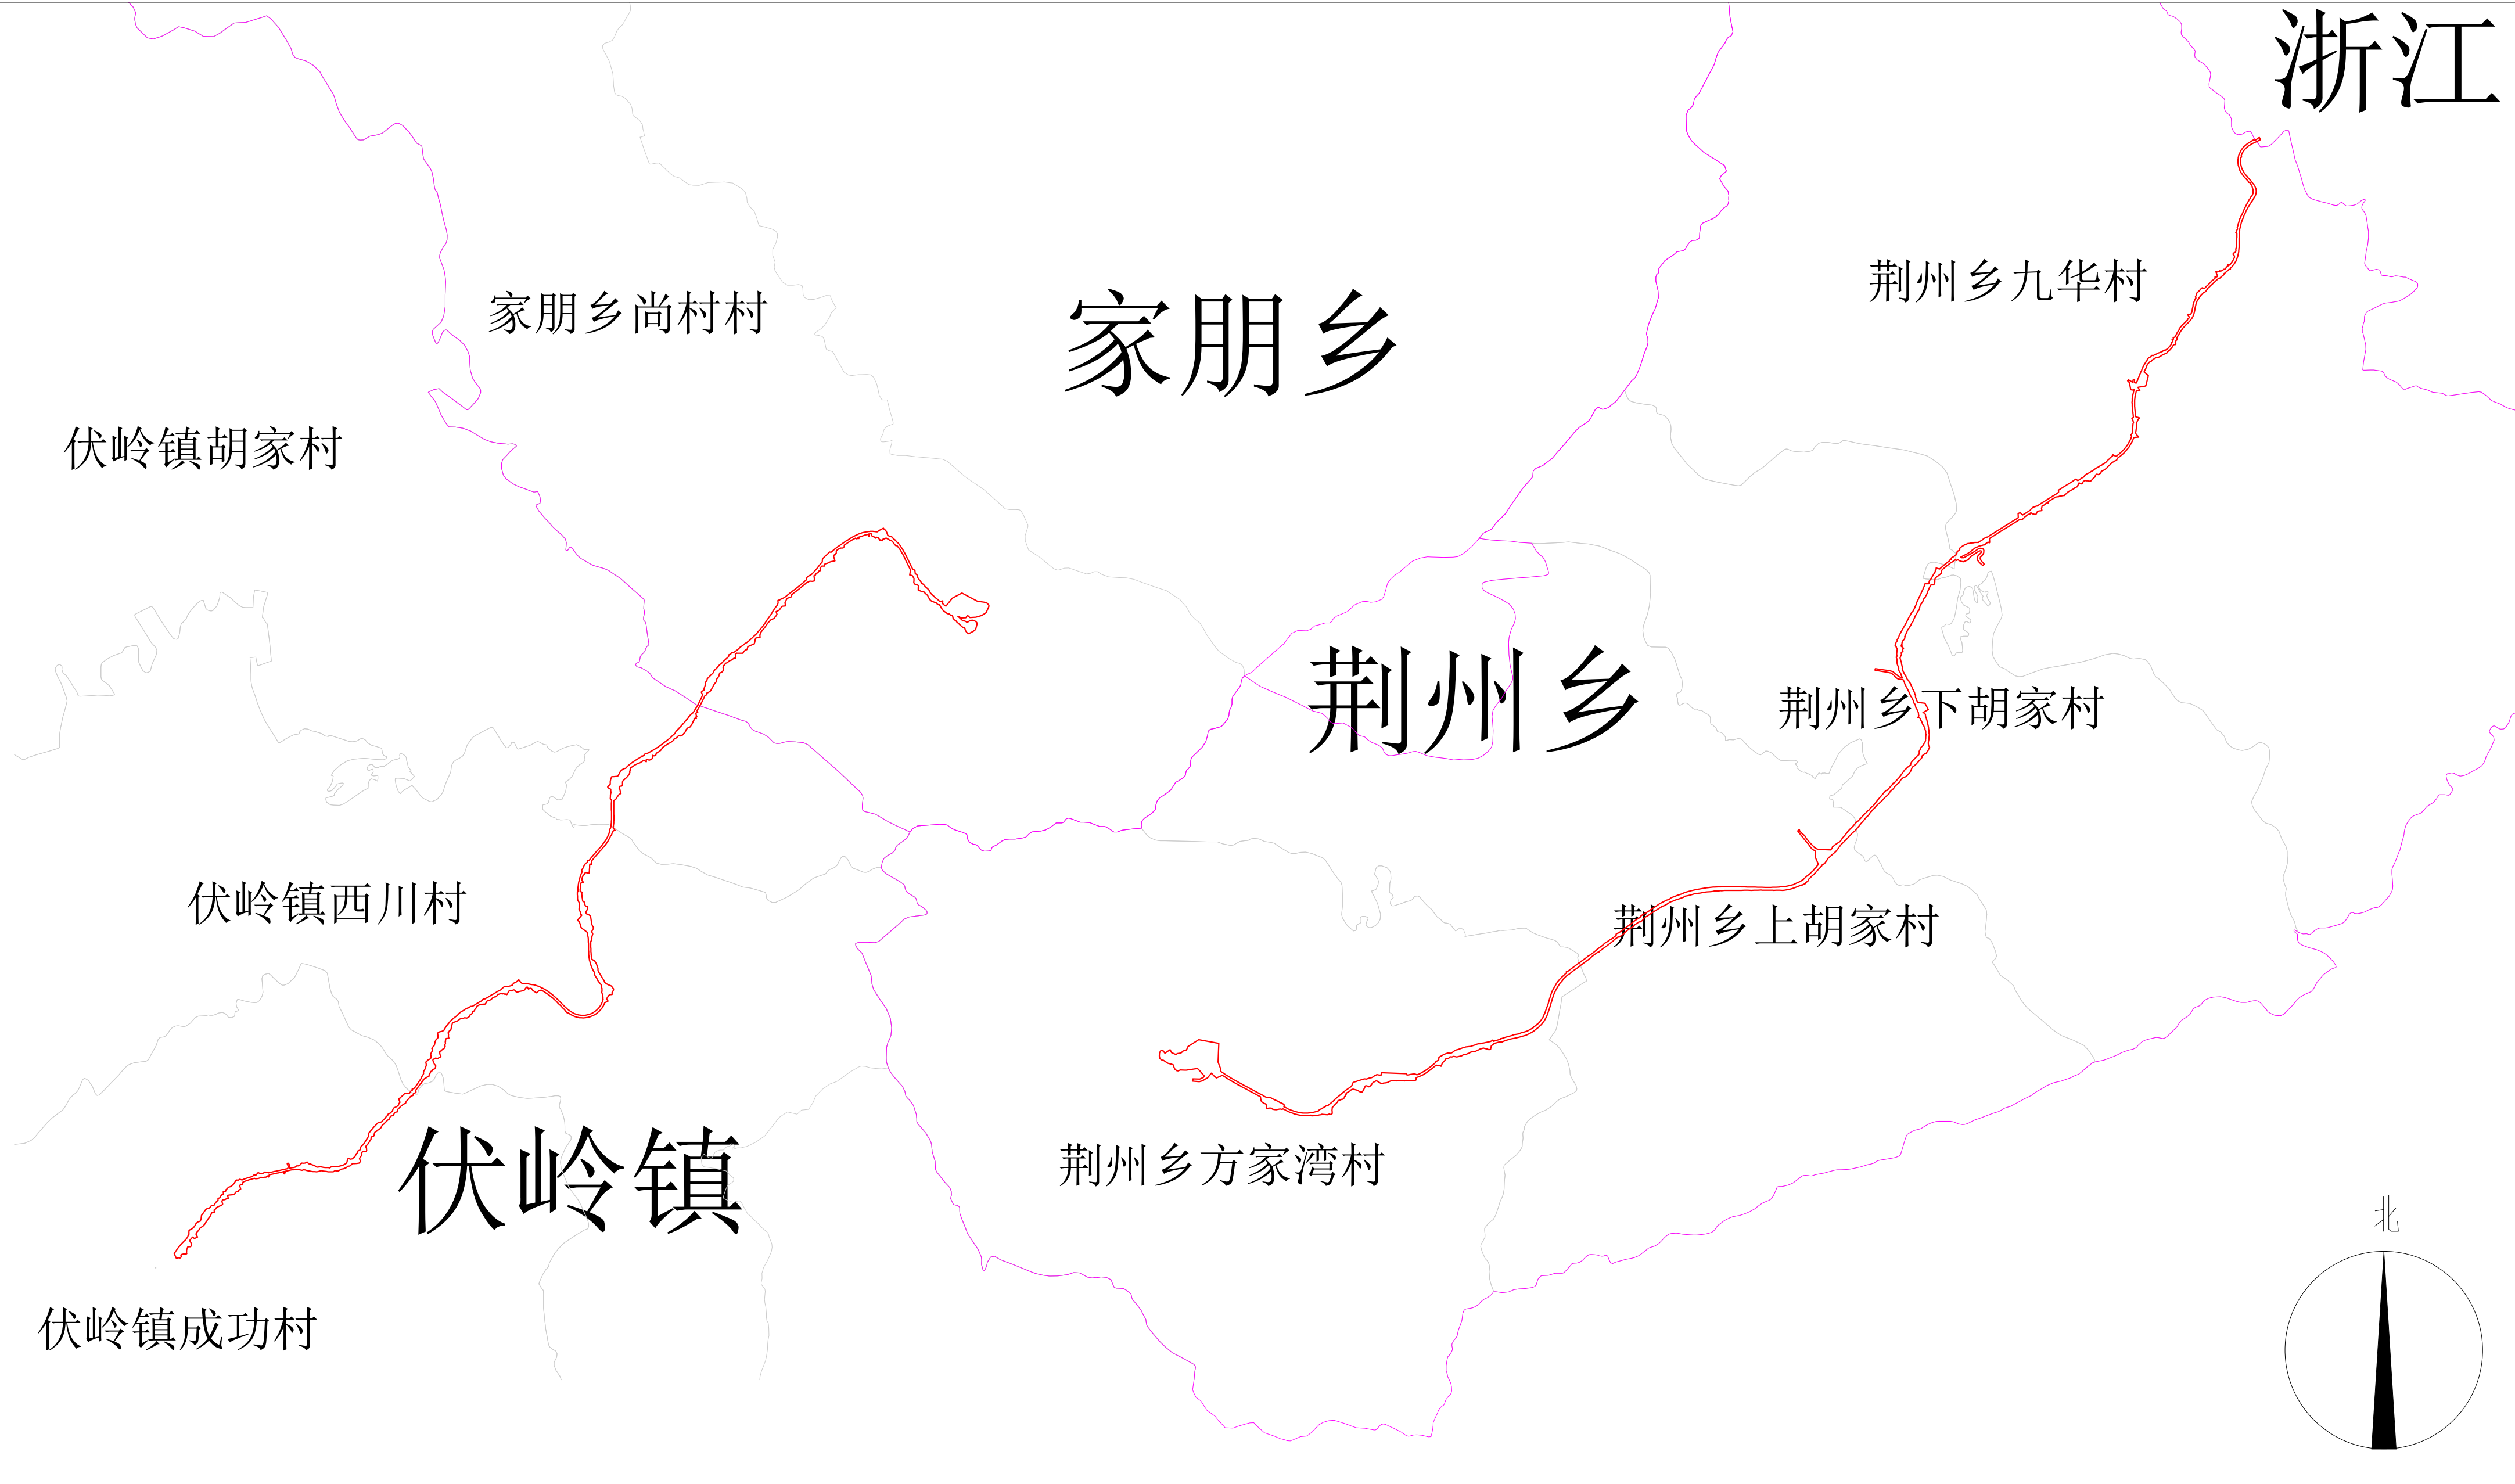 浙江
荆州乡九华村
家朋乡尚村村
家朋乡
伏岭镇胡家村
荆州乡
荆州乡下胡家村
伏岭镇西川村
荆州乡上胡家村
荆州乡方家湾村
伏岭镇
北
伏岭镇成功村